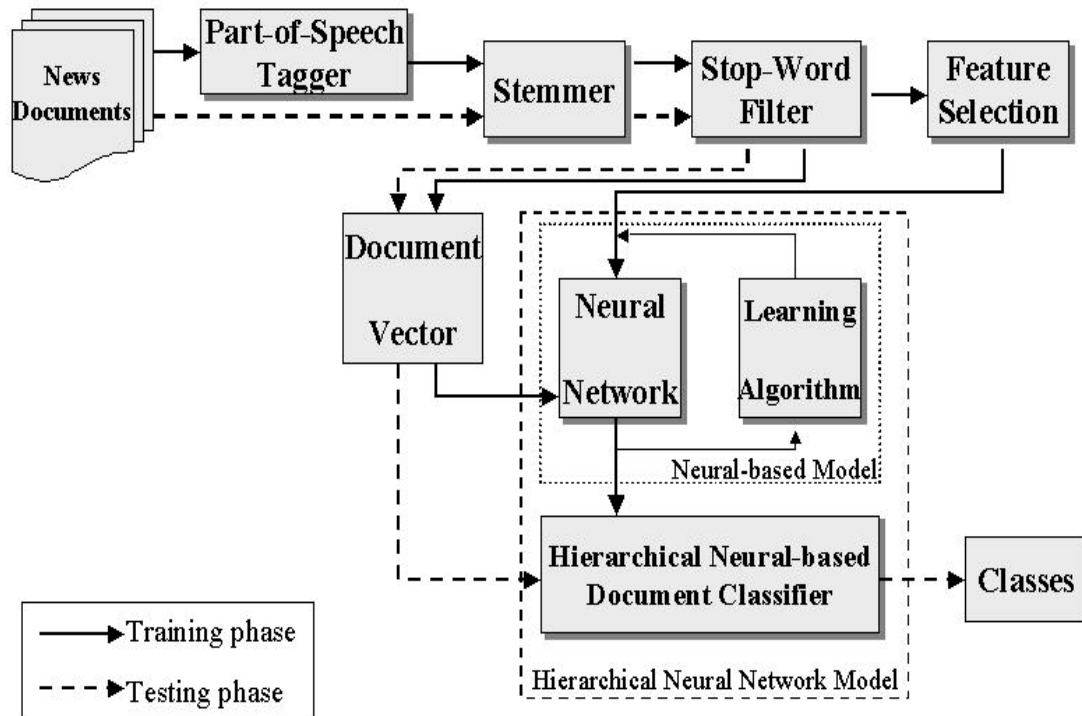 News
Documents
Part-of-Speech
Tagger
Stemmer
Stop-Word
Filter
Feature
Selection
Document
Vector
Neural
Network
Learning
Algorithm
Neural-based Model
Hierarchical Neural-based
Document Classifier
Classes
Hierarchical Neural Network Model
Training phase
Testing phase